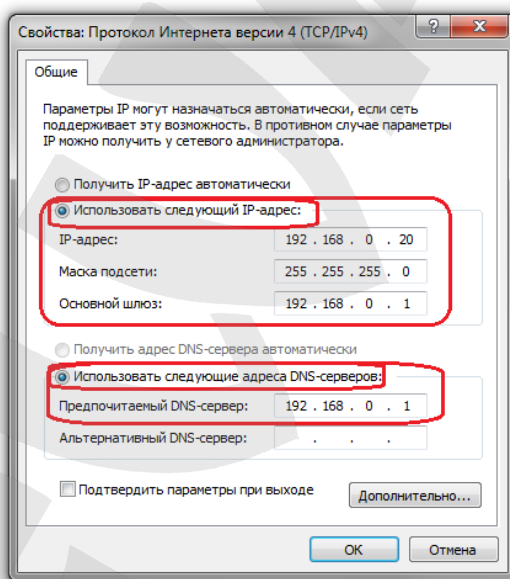 Свойства: Протокол Интернета версии 4 (TCP/IPv4)
Общие
Параметры IP могут назначаться автоматически, если сеть
поддерживает эту возможность. В противном случае параметры
IP можно получить у сетевого администратора.
Получить IP-адрес автоматически
Использовать следующий IP-адрес:
IP-адрес: 192 . 168 . 0 . 20
Маска подсети: 255 . 255 . 255 . 0
Основной шлюз: 192 . 168 . 0 . 1
Получить адрес DNS-сервера автоматически
Использовать следующие адреса DNS-серверов:
Предпочитаемый DNS-сервер: 192 . 168 . 0 . 1
Альтернативный DNS-сервер: . . .
Подтвердить параметры при выходе
Дополнительно...
ОК Отмена